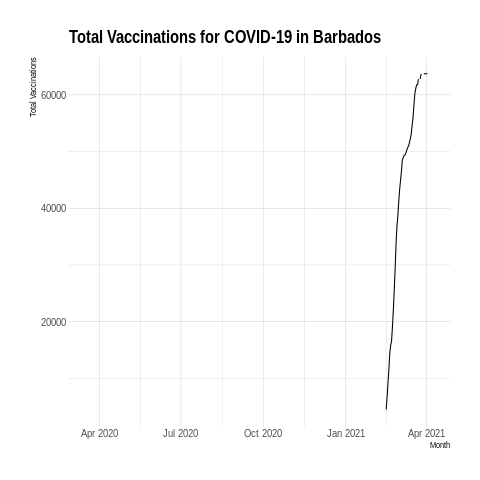 Total Vaccinations for COVID-19 in Barbados
Total Vaccinations
60000
40000
20000
Apr 2020 Jul 2020 Oct 2020 Jan 2021 Apr 2021
Month